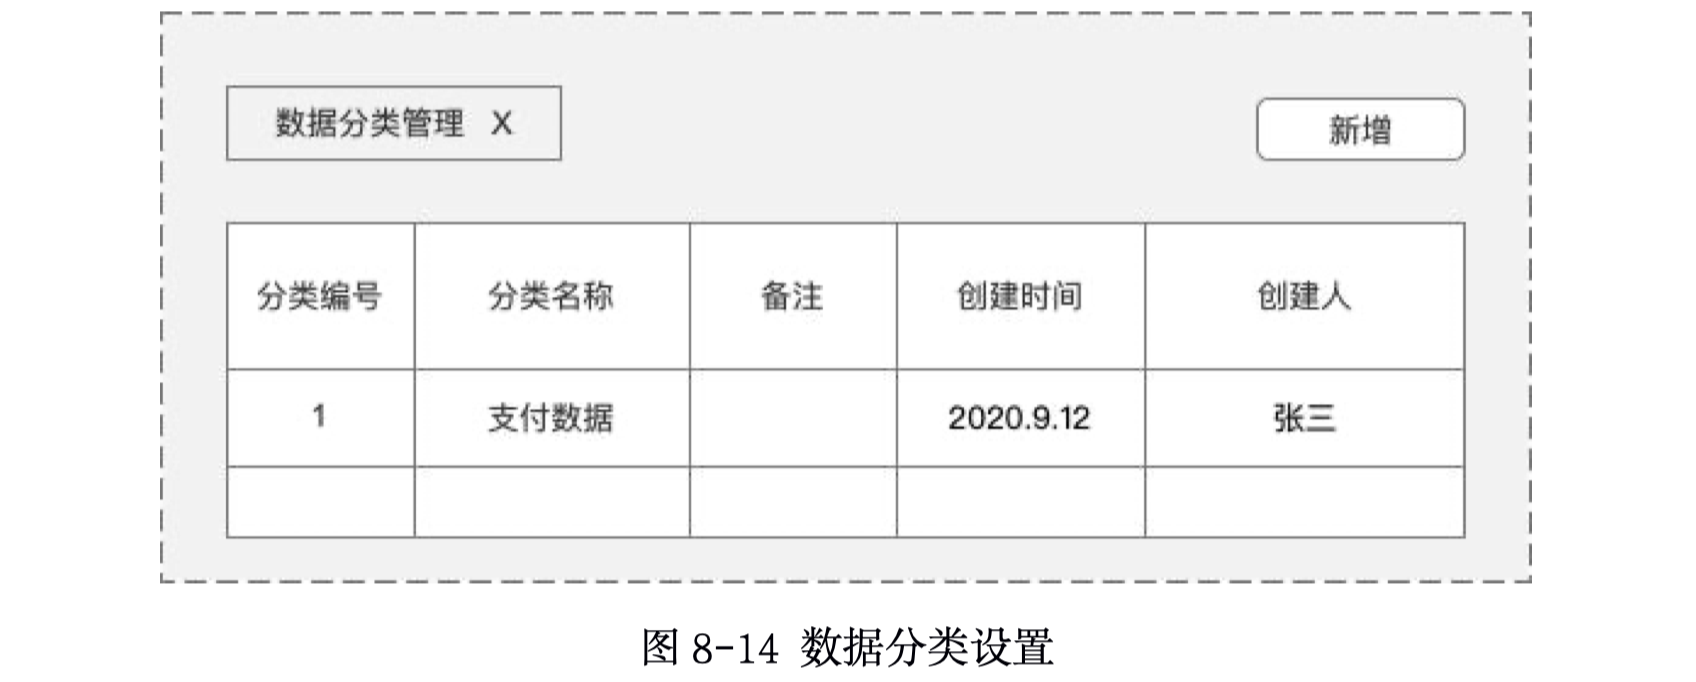 数据分类管理 X
新增
分类编号 分类名称 备注 创建时间 创建人
1 支付数据 2020.9.12 张三
图 8-14 数据分类设置